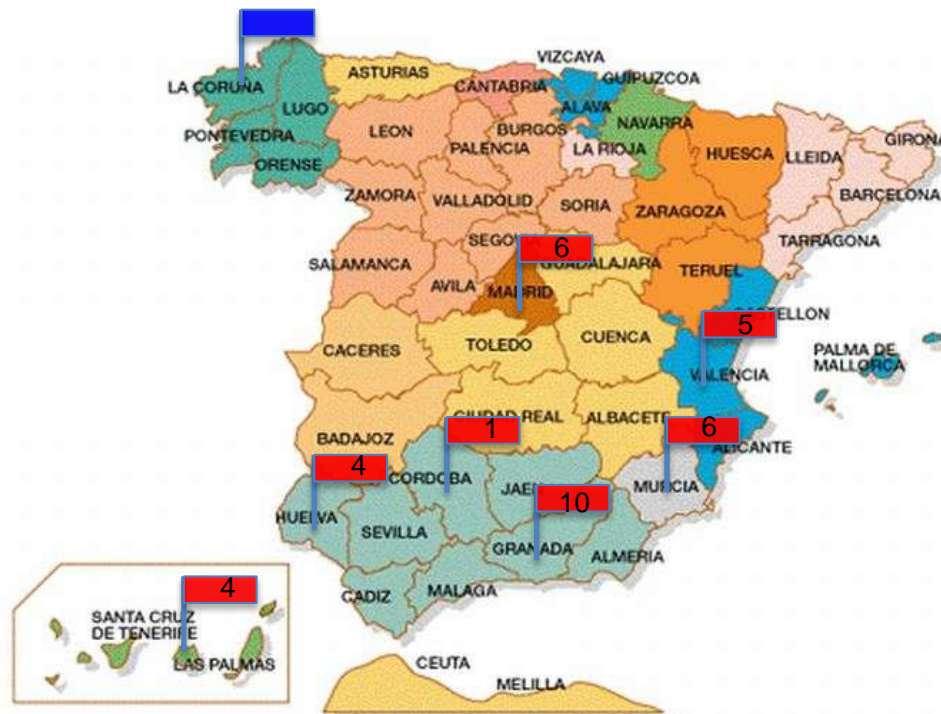 VIZCAYA
ASTURIAS
CANTABRIA
GUIPUZCOA
LA CORUÑA
LUGO
ALAVA
NAVARRA
LEON
BURGOS
PONTEVEDRA
PALENCIA
LA RIOJA
HUESCA
LLEIDA
GIRONA
ORENSE
ZAMORA
VALLADOLID
SORIA
ZARAGOZA
BARCELONA
TARRAGONA
SEGOVIA
6
SALAMANCA
GUADALAJARA
TERUEL
AVILA
MADRID
CASTELLON
5
CACERES
TOLEDO
CUENCA
PALMA DE
MALLORCA
VALENCIA
CIUDAD REAL
ALBACETE
1
6
BADAJOZ
ALICANTE
4
CORDOBA
JAEN
MURCIA
10
HUELVA
SEVILLA
GRANADA
ALMERIA
CADIZ
MALAGA
4
SANTA CRUZ
DE TENERIFE
LAS PALMAS
CEUTA
MELILLA